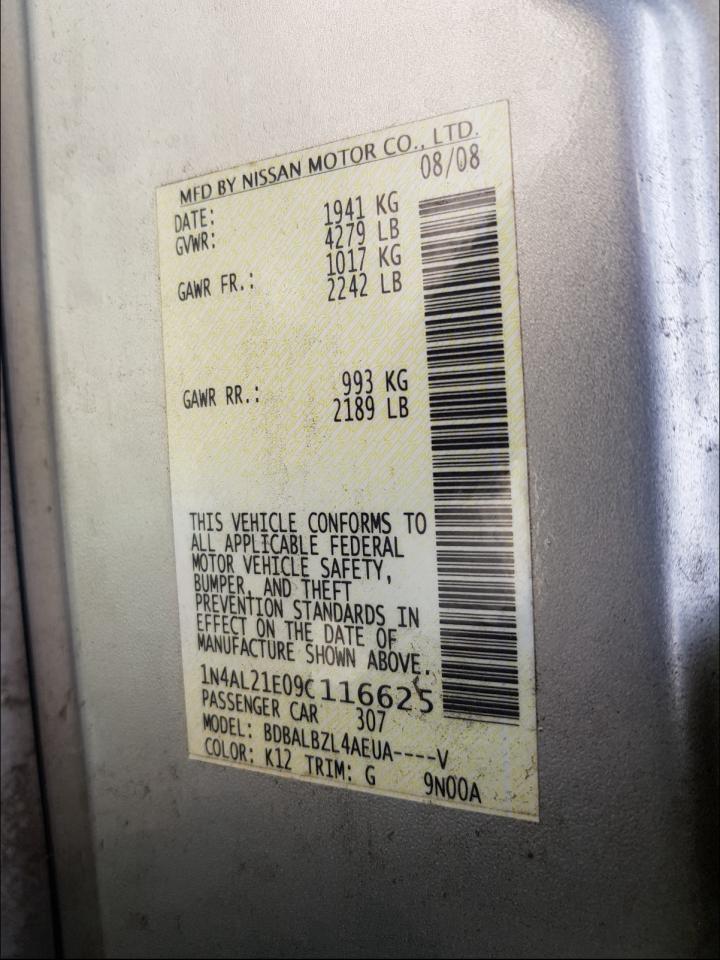 MFD BY NISSAN MOTOR CO., LTD.
DATE: 08/08
GVWR: 1941 KG
4279 LB
GAWR FR.: 1017 KG
2242 LB
GAWR RR.: 993 KG
2189 LB
THIS VEHICLE CONFORMS TO
ALL APPLICABLE FEDERAL
MOTOR VEHICLE SAFETY,
BUMPER, AND THEFT
PREVENTION STANDARDS IN
EFFECT ON THE DATE OF
MANUFACTURE SHOWN ABOVE.
1N4AL21E09C116625
PASSENGER CAR 307
MODEL: BDBALBZL4AEUA----V
COLOR: K12 TRIM: G 9N00A